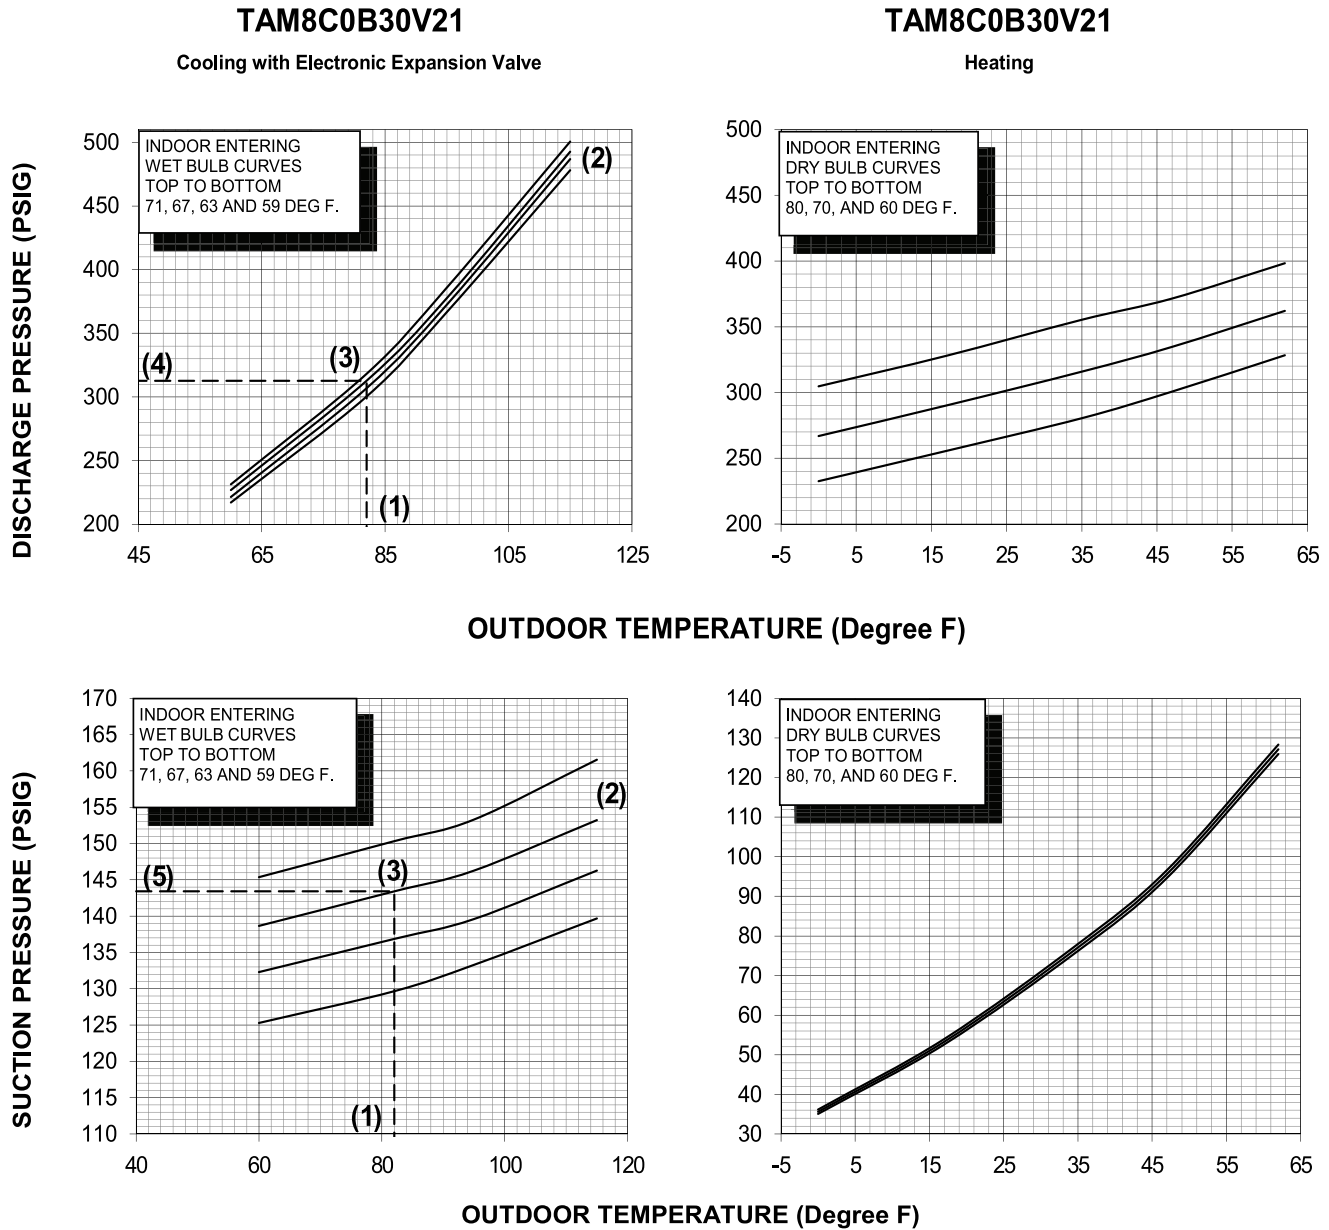 TAM8C0B30V21
Cooling with Electronic Expansion Valve
TAM8C0B30V21
Heating
DISCHARGE PRESSURE (PSIG)
500
450
400
350
300
250
200
INDOOR ENTERING
WET BULB CURVES
TOP TO BOTTOM
71, 67, 63 AND 59 DEG F.
(2)
(3)
(4)
(1)
45 65 85 105 125
500
450
400
350
300
250
200
INDOOR ENTERING
DRY BULB CURVES
TOP TO BOTTOM
80, 70, AND 60 DEG F.
-5 5 15 25 35 45 55 65
OUTDOOR TEMPERATURE (Degree F)
SUCTION PRESSURE (PSIG)
170
165
160
155
150
145
140
135
130
125
120
115
110
INDOOR ENTERING
WET BULB CURVES
TOP TO BOTTOM
71, 67, 63 AND 59 DEG F.
(2)
(5)
(3)
(1)
40 60 80 100 120
140
130
120
110
100
90
80
70
60
50
40
30
INDOOR ENTERING
DRY BULB CURVES
TOP TO BOTTOM
80, 70, AND 60 DEG F.
-5 5 15 25 35 45 55 65
OUTDOOR TEMPERATURE (Degree F)